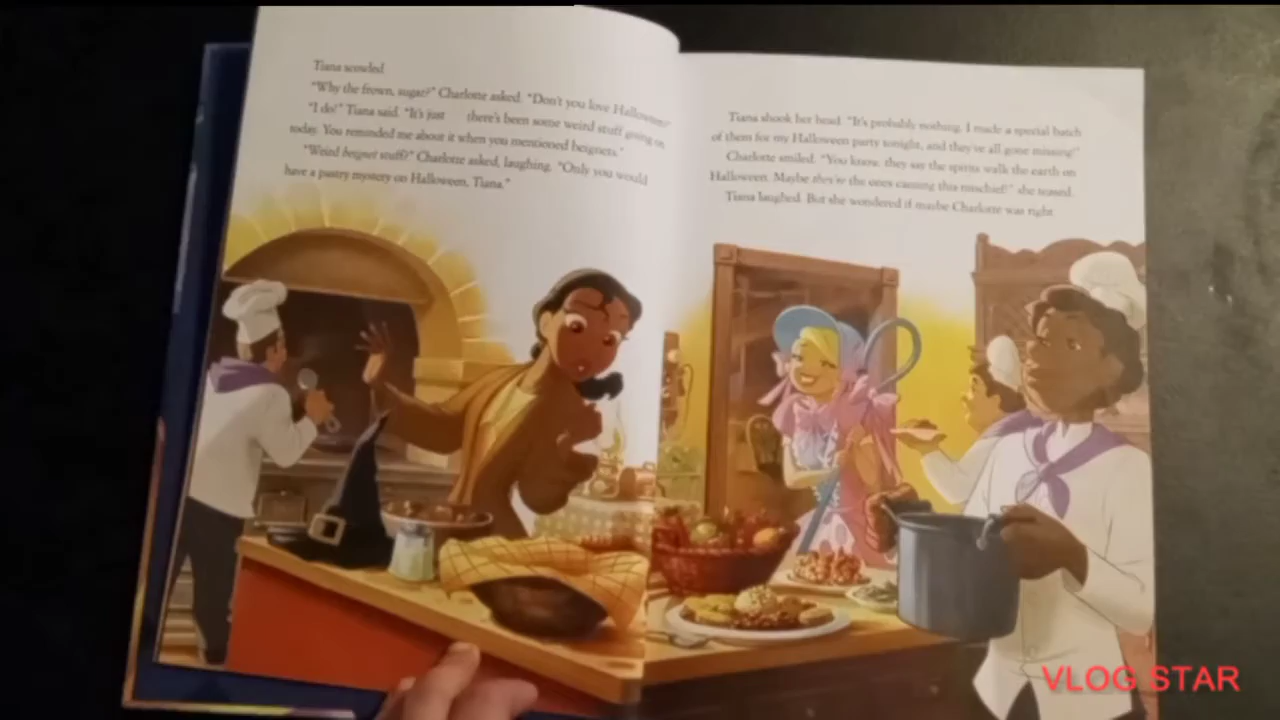 Tiana scowled.
"Why the frown, sugar?" Charlotte asked. "Don't you love Halloween?"
"I do!" Tiana said. "It's just there's been some weird stuff going on
today. You reminded me about it when you mentioned beignets."
"Weird beignet stuff?" Charlotte asked, laughing. "Only you would
have a pastry mystery on Halloween, Tiana."
Tiana shook her head. "It's probably nothing. I made a special batch
of them for my Halloween party tonight, and they've all gone missing!"
Charlotte smiled. "You know, they say the spirits walk the earth on
Halloween. Maybe they're the ones causing this mischief!" she teased.
Tiana laughed. But she wondered if maybe Charlotte was right
VLOG STAR